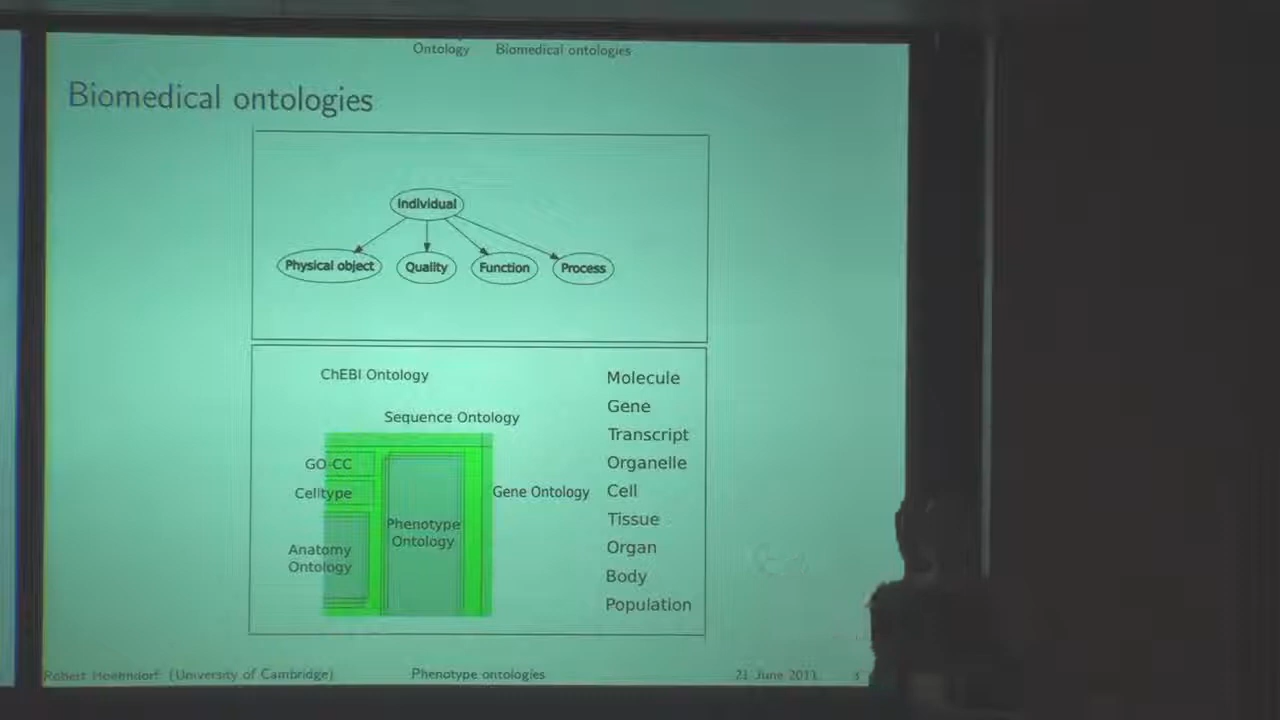 Ontology Biomedical ontologies
Biomedical ontologies
Individual
Physical object Quality Function Process
ChEBI Ontology
Sequence Ontology
GO-CC
Celltype
Anatomy
Ontology
Phenotype
Ontology
Gene Ontology
Molecule
Gene
Transcript
Organelle
Cell
Tissue
Organ
Body
Population
Robert Hoehndorf (University of Cambridge) Phenotype ontologies 21 June 2011 3